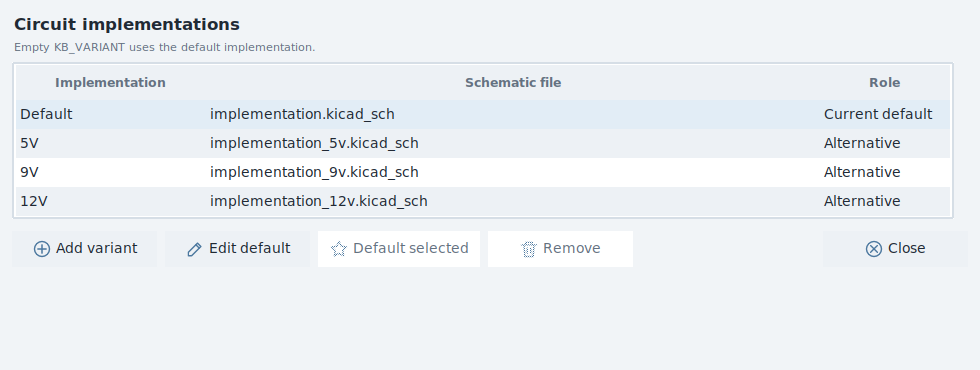 Circuit implementations
Empty KB_VARIANT uses the default implementation.
Implementation Schematic file Role
Default implementation.kicad_sch Current default
5V implementation_5v.kicad_sch Alternative
9V implementation_9v.kicad_sch Alternative
12V implementation_12v.kicad_sch Alternative
Add variant Edit default Default selected Remove Close